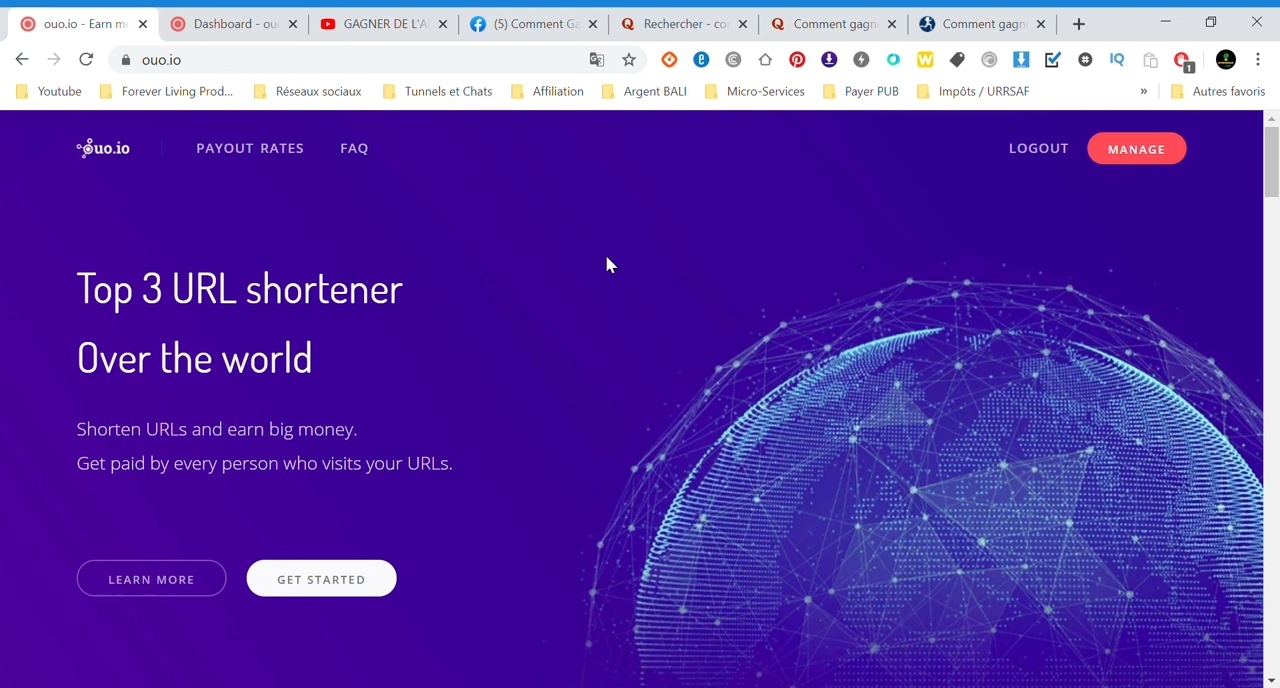 ouo.io - Earn m
Dashboard - ou
GAGNER DE L'A
(5) Comment Ga
Rechercher - co
Comment gagn
Comment gagn
ouo.io
1
Youtube
Forever Living Prod...
Réseaux sociaux
Tunnels et Chats
Affiliation
Argent BALI
Micro-Services
Payer PUB
Impôts / URRSAF
»
Autres favoris
ouo.io
PAYOUT RATES
FAQ
LOGOUT
MANAGE
Top 3 URL shortener
Over the world
Shorten URLs and earn big money.
Get paid by every person who visits your URLs.
LEARN MORE
GET STARTED